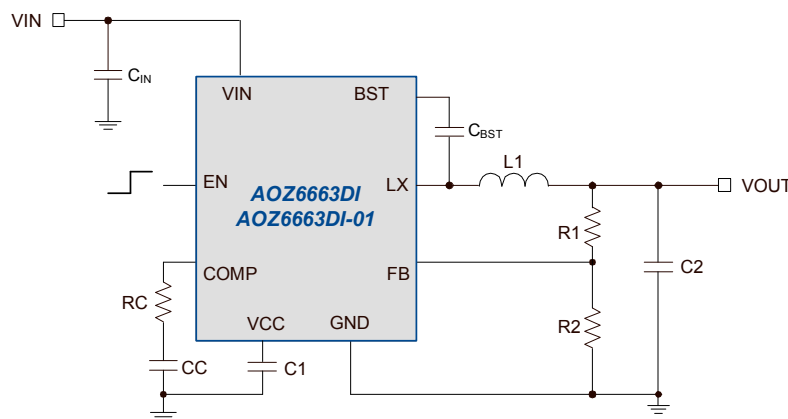 VIN
CIN
VIN
BST
CBST
L1
EN
LX
VOUT
AOZ6663DI
AOZ6663DI-01
R1
COMP
FB
C2
RC
R2
VCC
GND
CC
C1